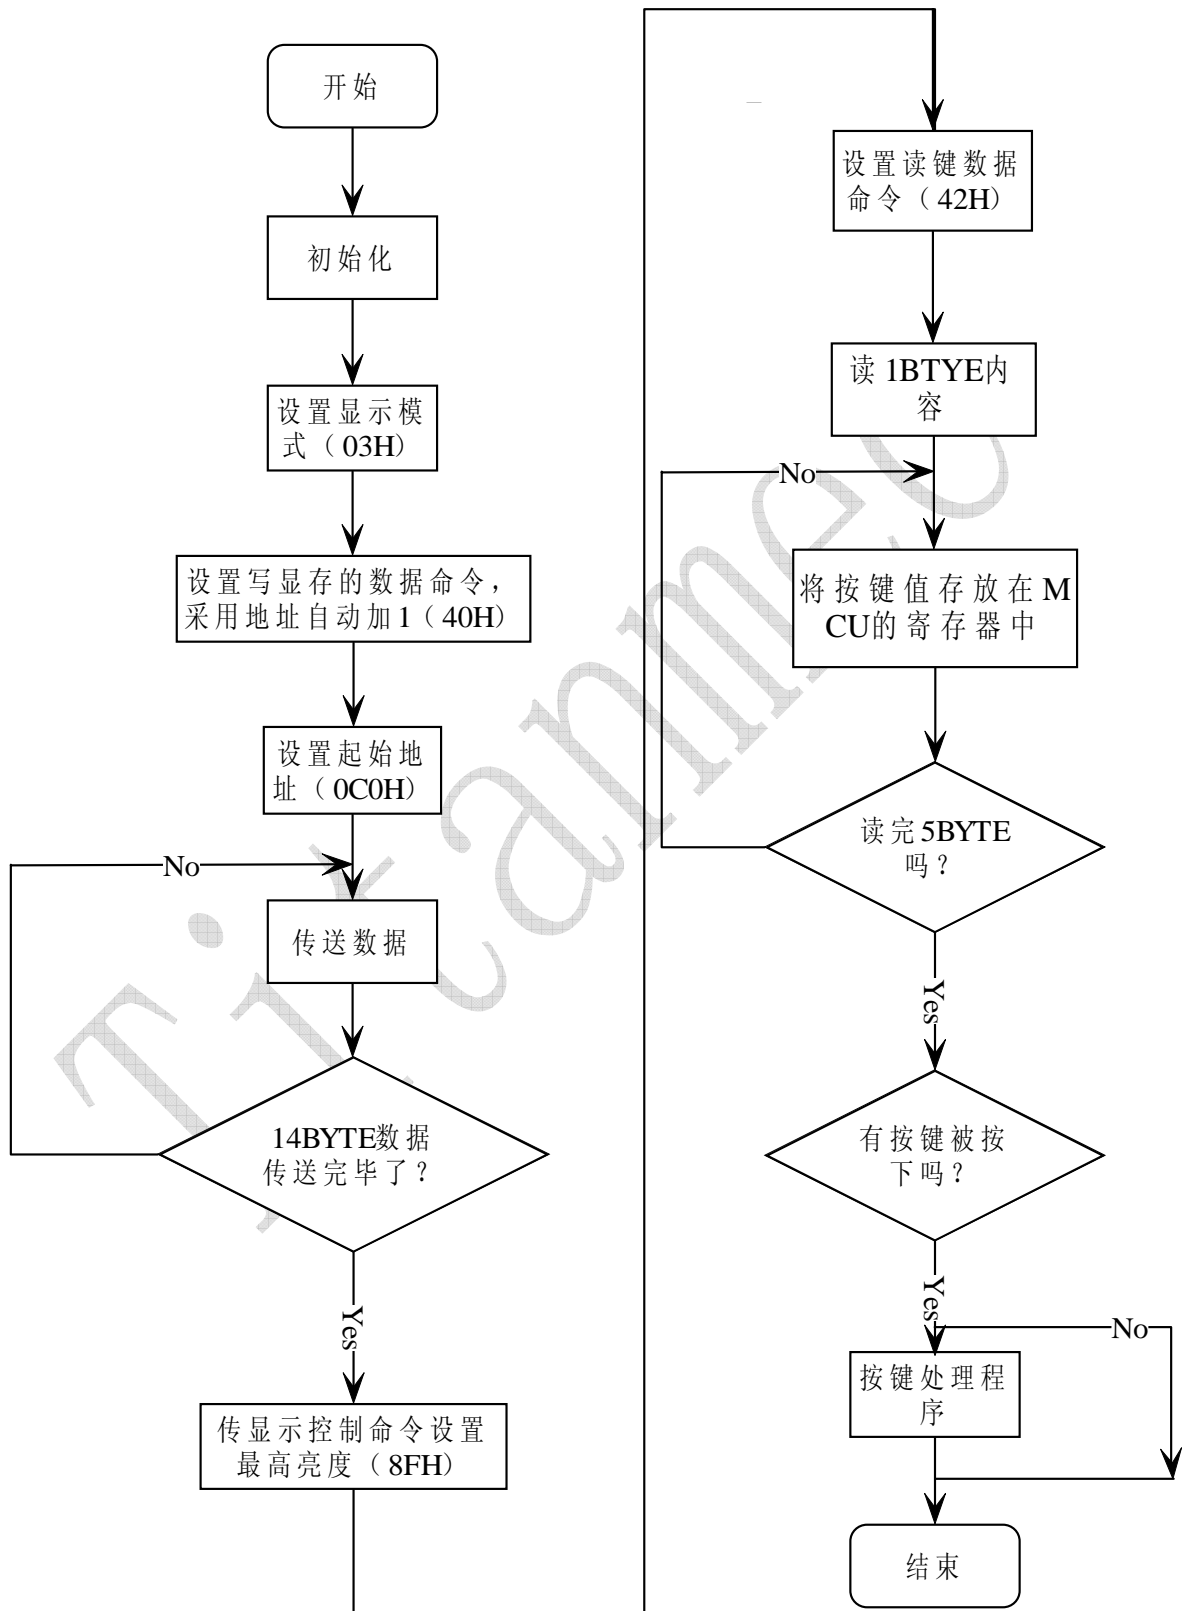 开始
初始化
设置显示模
式（03H）
设置写显存的数据命令，
采用地址自动加1（40H）
设置起始地
址（0C0H）
No
传送数据
14BYTE数据
传送完毕了？
Yes
传显示控制命令设置
最高亮度（8FH）
设置读键数据
命令（42H）
读1BTYE内
容
No
将按键值存放在M
CU的寄存器中
读完5BYTE
吗？
Yes
有按键被按
下吗？
Yes
No
按键处理程
序
结束
Titanmec